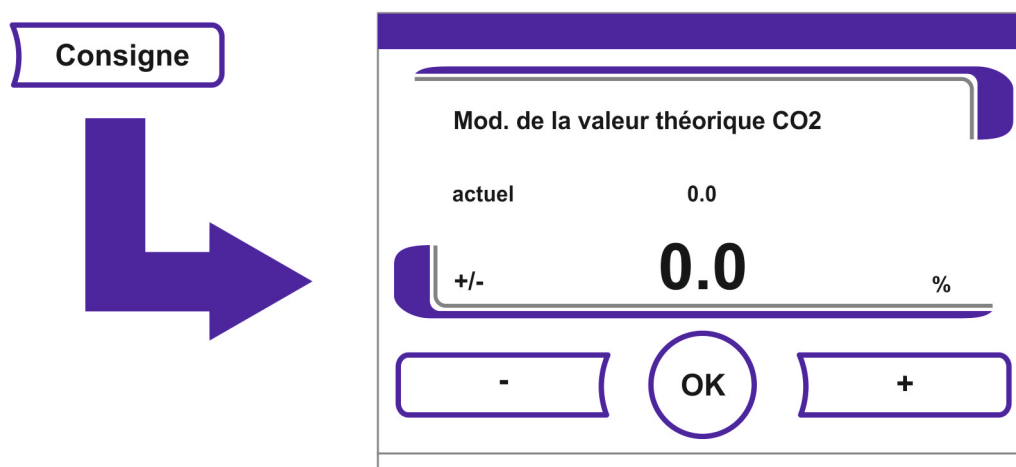 Consigne
Mod. de la valeur théorique CO2
actuel 0.0
+/- 0.0 %
- OK +